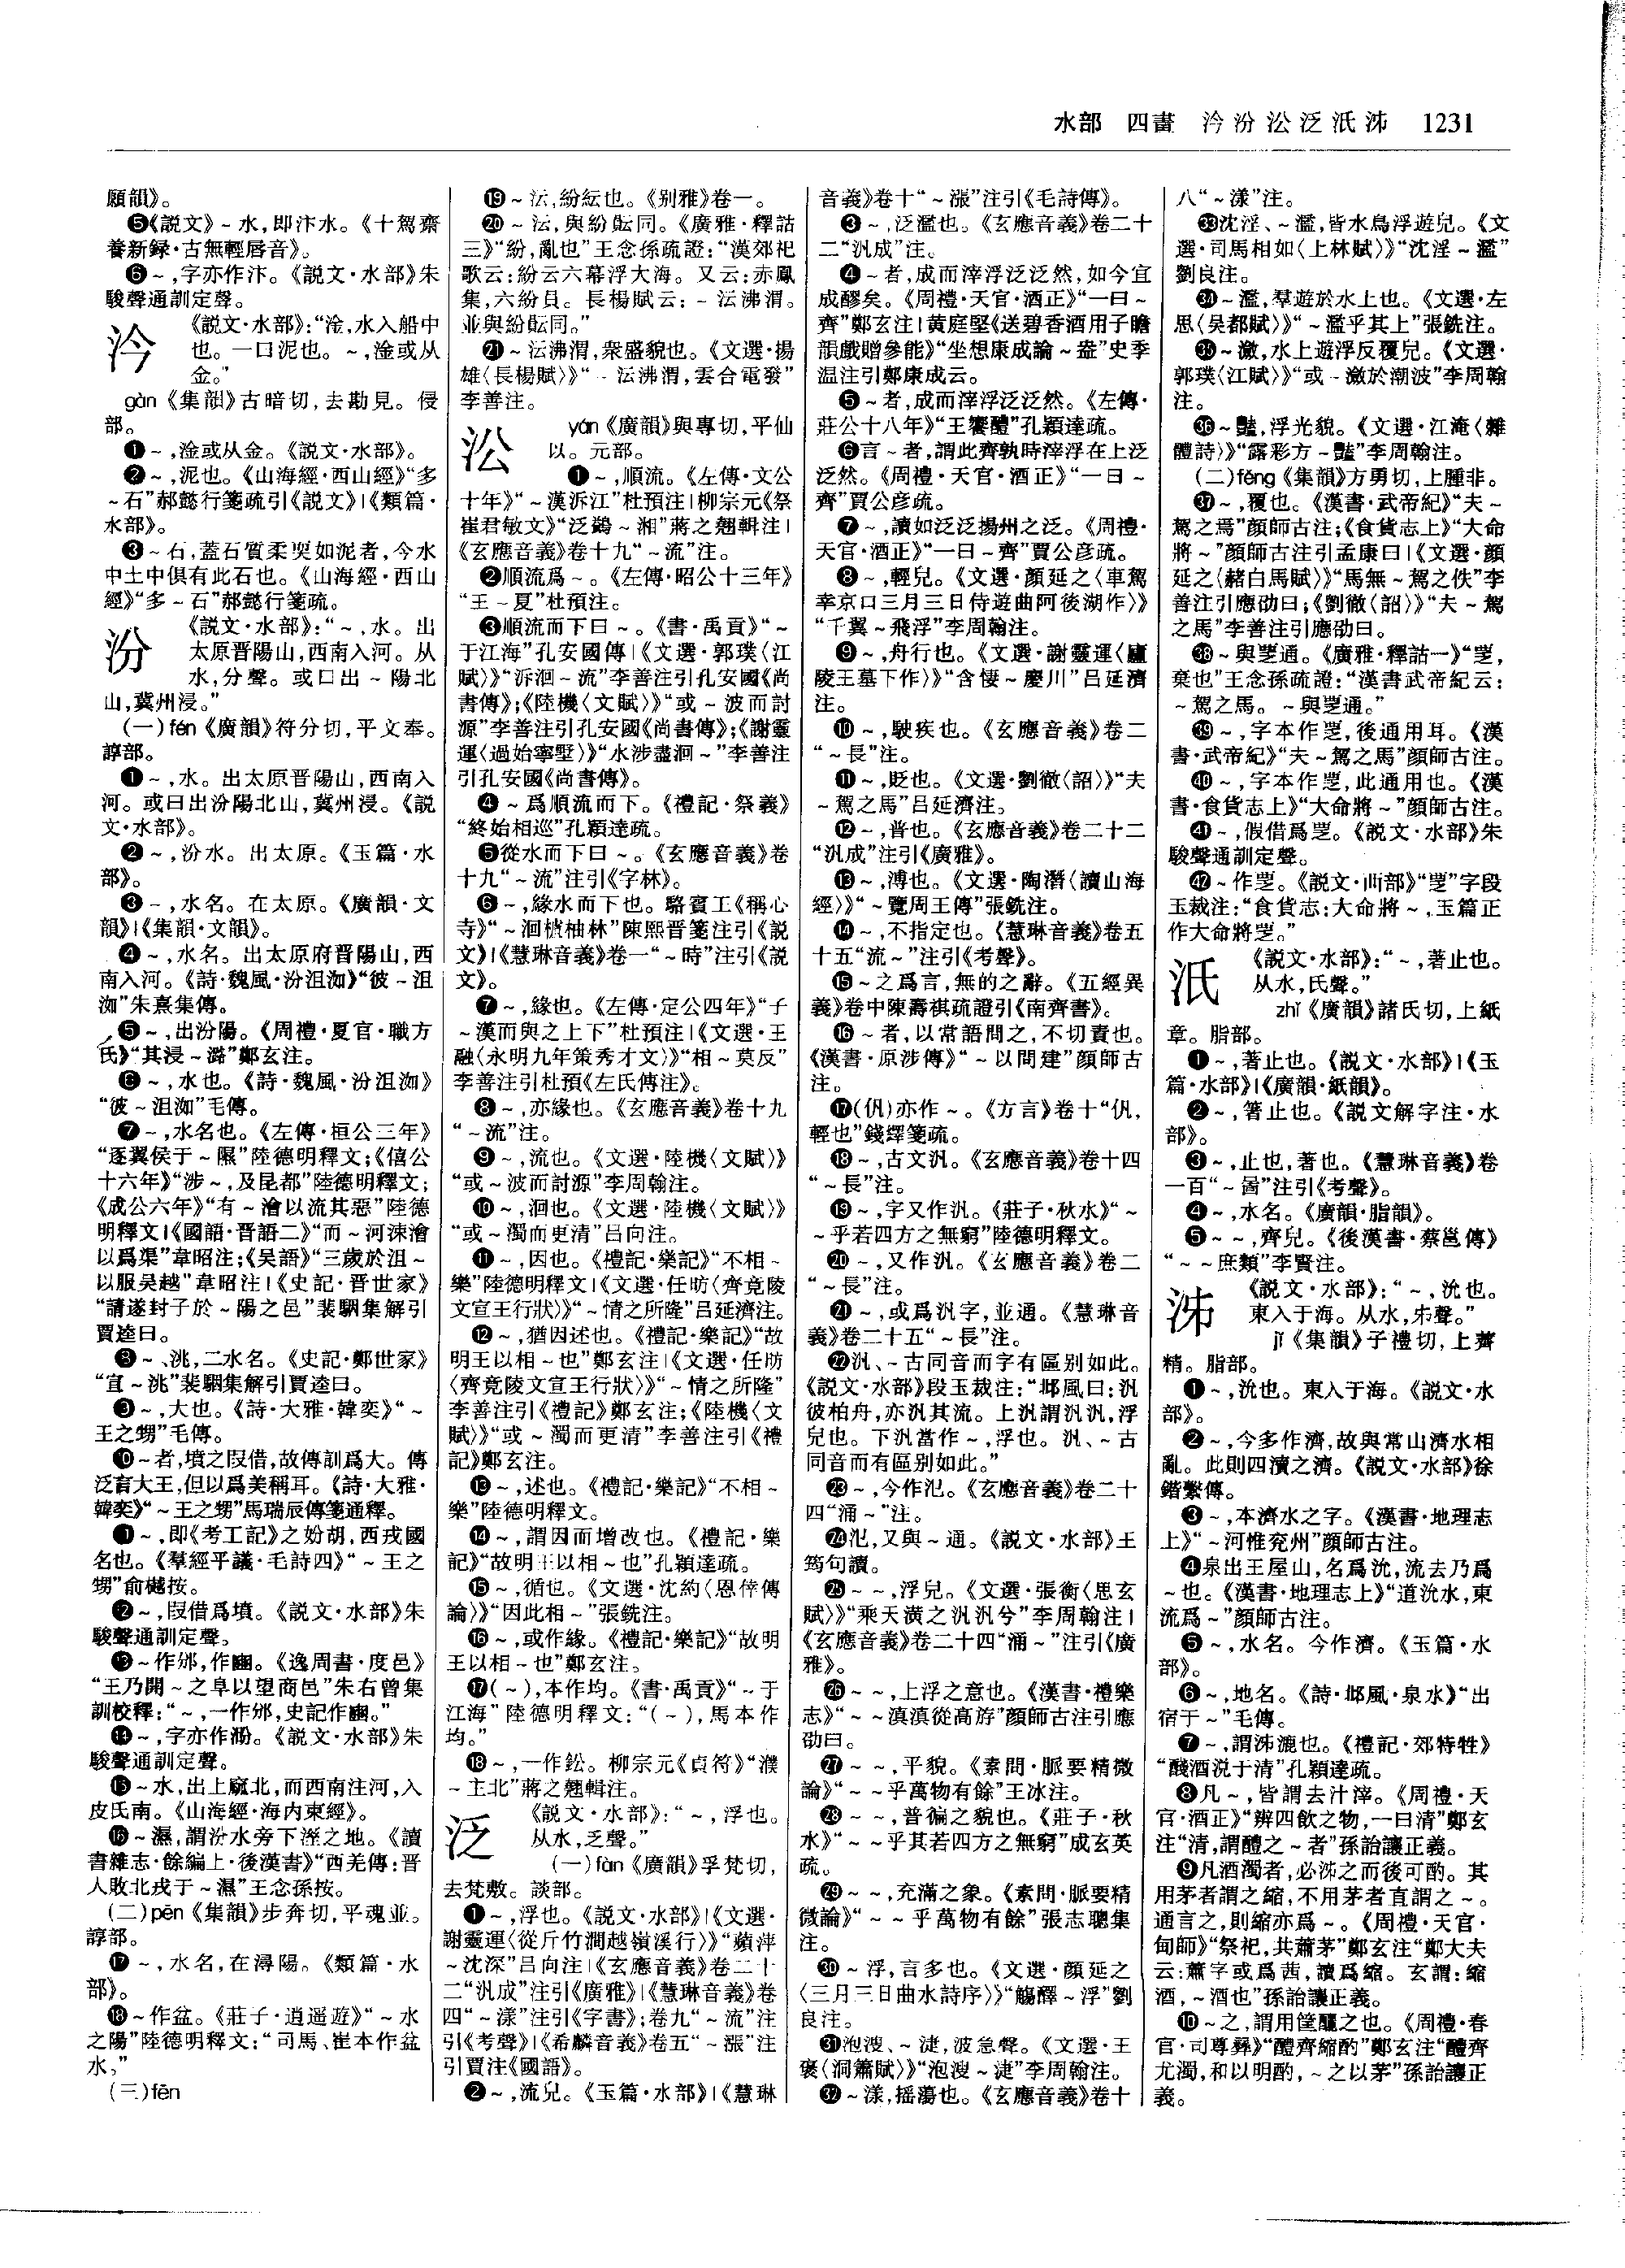 水部　四畫　汵汾㳂泛汦泲　1231
願韻》。
❺《説文》~水,即汴水。《十駕齋
養新録·古無輕脣音》。
❻~,字亦作汴。《説文·水部》朱
駿聲通訓定聲。
汵
《説文·水部》:“淦,水入船中
也。一曰泥也。~,淦或从
金。”
gàn《集韻》古暗切,去勘見。侵
部。
❶~,淦或从金。《説文·水部》。
❷~,泥也。《山海經·西山經》“多
~石”郝懿行箋疏引《説文》|《類篇·
水部》。
❸~石,蓋石質柔耎如泥者,今水
中土中俱有此石也。《山海經·西山
經》“多~石”郝懿行箋疏。
汾
《説文·水部》:“~,水。出
太原晋陽山,西南入河。从
水,分聲。或曰出~陽北
山,冀州浸。”
(一)fén《廣韻》符分切,平文奉。
諄部。
❶~,水。出太原晋陽山,西南入
河。或曰出汾陽北山,冀州浸。《説
文·水部》。
❷~,汾水。出太原。《玉篇·水
部》。
❸~,水名。在太原。《廣韻·文
韻》|《集韻·文韻》。
❹~,水名。出太原府晋陽山,西
南入河。《詩·魏風·汾沮洳》“彼~沮
洳”朱熹集傳。
❺~,出汾陽。《周禮·夏官·職方
氏》“其浸~潞”鄭玄注。
❻~,水也。《詩·魏風·汾沮洳》
“彼~沮洳”毛傳。
❼~,水名也。《左傳·桓公三年》
“逐翼侯于~隰”陸德明釋文;《僖公
十六年》“涉~,及昆都”陸德明釋文;
《成公六年》“有~澮以流其惡”陸德
明釋文|《國語·晋語二》“而~河涑澮
以爲渠”韋昭注;《吴語》“三歲於沮~
以服吴越”韋昭注|《史記·晋世家》
“請遂封子於~陽之邑”裴駰集解引
賈逵曰。
❽~、洮,二水名。《史記·鄭世家》
“宜~洮”裴駰集解引賈逵曰。
❾~,大也。《詩·大雅·韓奕》“~
王之甥”毛傳。
❿~者,墳之叚借,故傳訓爲大。傳
泛言大王,但以爲美稱耳。《詩·大雅·
韓奕》“~王之甥”馬瑞辰傳箋通釋。
⓫~,即《考工記》之妢胡,西戎國
名也。《羣經平議·毛詩四》“~王之
甥”俞樾按。
⓬~,叚借爲墳。《説文·水部》朱
駿聲通訓定聲。
⓭~作邠,作豳。《逸周書·度邑》
“王乃開~之阜以望商邑”朱右曾集
訓校釋:“~,一作邠,史記作豳。”
⓮~,字亦作㵐。《説文·水部》朱
駿聲通訓定聲。
⓯~水,出上窳北,而西南注河,入
皮氏南。《山海經·海内東經》。
⓰~濕,謂汾水旁下溼之地。《讀
書雜志·餘編上·後漢書》“西羌傳:晋
人敗北戎于~濕”王念孫按。
(二)pén《集韻》步奔切,平魂並。
諄部。
⓱~,水名,在潯陽。《類篇·水
部》。
⓲~作盆。《莊子·逍遥遊》“~水
之陽”陸德明釋文:“司馬、崔本作盆
水。”
(三)fēn
⓳~沄,紛紜也。《别雅》卷一。
⓴~沄,與紛䰟同。《廣雅·釋詁
三》“紛,亂也”王念孫疏證:“漢郊祀
歌云:紛云六幕浮大海。又云:赤鳳
集,六紛員。長楊賦云:~沄沸渭。
並與紛䰟同。”
㉑~沄沸渭,衆盛貌也。《文選·揚
雄〈長楊賦〉》“~沄沸渭,雲合電發”
李善注。
㳂
yán《廣韻》與專切,平仙
以。元部。
❶~,順流。《左傳·文公
十年》“~漢泝江”杜預注|柳宗元《祭
崔君敏文》“泛鷁~湘”蔣之翹輯注|
《玄應音義》卷十九“~流”注。
❷順流爲~。《左傳·昭公十三年》
“王~夏”杜預注。
❸順流而下曰~。《書·禹貢》“~
于江海”孔安國傳|《文選·郭璞〈江
賦〉》“泝洄~流”李善注引孔安國《尚
書傳》;《陸機〈文賦〉》“或~波而討
源”李善注引孔安國《尚書傳》;《謝靈
運〈過始寧墅〉》“水涉盡洄~”李善注
引孔安國《尚書傳》。
❹~爲順流而下。《禮記·祭義》
“終始相巡”孔穎達疏。
❺從水而下曰~。《玄應音義》卷
十九“~流”注引《字林》。
❻~,緣水而下也。駱賓王《稱心
寺》“~洄櫕柚林”陳熙晋箋注引《説
文》|《慧琳音義》卷一“~時”注引《説
文》。
❼~,緣也。《左傳·定公四年》“子
~漢而與之上下”杜預注|《文選·王
融〈永明九年策秀才文〉》“相~莫反”
李善注引杜預《左氏傳注》。
❽~,亦緣也。《玄應音義》卷十九
“~流”注。
❾~,流也。《文選·陸機〈文賦〉》
“或~波而討源”李周翰注。
❿~,洄也。《文選·陸機〈文賦〉》
“或~濁而更清”吕向注。
⓫~,因也。《禮記·樂記》“不相~
樂”陸德明釋文|《文選·任昉〈齊竟陵
文宣王行狀〉》“~情之所隆”吕延濟注。
⓬~,猶因述也。《禮記·樂記》“故
明王以相~也”鄭玄注|《文選·任昉
〈齊竟陵文宣王行狀〉》“~情之所隆”
李善注引《禮記》鄭玄注;《陸機〈文
賦〉》“或~濁而更清”李善注引《禮
記》鄭玄注。
⓭~,述也。《禮記·樂記》“不相~
樂”陸德明釋文。
⓮~,謂因而增改也。《禮記·樂
記》“故明王以相~也”孔穎達疏。
⓯~,循也。《文選·沈約〈恩倖傳
論〉》“因此相~”張銑注。
⓰~,或作緣。《禮記·樂記》“故明
王以相~也”鄭玄注。
⓱(~),本作均。《書·禹貢》“~于
江海”陸德明釋文:“(~),馬本作
均。”
⓲~,一作鈆。柳宗元《貞符》“濮
~主北”蔣之翹輯注。
泛
《説文·水部》:“~,浮也。
从水,乏聲。”
(一)fàn《廣韻》孚梵切,
去梵敷。談部。
❶~,浮也。《説文·水部》|《文選·
謝靈運〈從斤竹澗越嶺溪行〉》“蘋萍
~沈深”吕向注|《玄應音義》卷二十
二“汎成”注引《廣雅》|《慧琳音義》卷
四“~漾”注引《字書》;卷九“~流”注
引《考聲》|《希麟音義》卷五“~漲”注
引賈注《國語》。
❷~,流皃。《玉篇·水部》|《慧琳
音義》卷十“~漲”注引《毛詩傳》。
❸~,泛濫也。《玄應音義》卷二十
二“汎成”注。
❹~者,成而滓浮泛泛然,如今宜
成醪矣。《周禮·天官·酒正》“一曰~
齊”鄭玄注|黄庭堅《送碧香酒用子瞻
韻戲贈參能》“坐想康成論~盎”史季
温注引鄭康成云。
❺~者,成而滓浮泛泛然。《左傳·
莊公十八年》“王饗醴”孔穎達疏。
❻言~者,謂此齊孰時滓浮在上泛
泛然。《周禮·天官·酒正》“一曰~
齊”賈公彦疏。
❼~,讀如泛泛揚州之泛。《周禮·
天官·酒正》“一曰~齊”賈公彦疏。
❽~,輕皃。《文選·顔延之〈車駕
幸京口三月三日侍遊曲阿後湖作〉》
“千翼~飛浮”李周翰注。
❾~,舟行也。《文選·謝靈運〈廬
陵王墓下作〉》“含悽~廣川”吕延濟
注。
❿~,駛疾也。《玄應音義》卷二
“~長”注。
⓫~,貶也。《文選·劉徹〈詔〉》“夫
~駕之馬”吕延濟注。
⓬~,普也。《玄應音義》卷二十二
“汎成”注引《廣雅》。
⓭~,溥也。《文選·陶潛〈讀山海
經〉》“~覽周王傳”張銑注。
⓮~,不指定也。《慧琳音義》卷五
十五“流~”注引《考聲》。
⓯~之爲言,無的之辭。《五經異
義》卷中陳壽祺疏證引《南齊書》。
⓰~者,以常語問之,不切責也。
《漢書·原涉傳》“~以問建”顔師古
注。
⓱(㲹)亦作~。《方言》卷十“㲹,
輕也”錢繹箋疏。
⓲~,古文汎。《玄應音義》卷十四
“~長”注。
⓳~,字又作汎。《莊子·秋水》“~
~乎若四方之無窮”陸德明釋文。
⓴~,又作汎。《玄應音義》卷二
“~長”注。
㉑~,或爲汎字,並通。《慧琳音
義》卷二十五“~長”注。
㉒汎、~古同音而字有區别如此。
《説文·水部》段玉裁注:“邶風曰:汎
彼柏舟,亦汎其流。上汎謂汎汎,浮
皃也。下汎當作~,浮也。汎、~古
同音而有區别如此。”
㉓~,今作氾。《玄應音義》卷二十
四“涌~”注。
㉔氾,又與~通。《説文·水部》王
筠句讀。
㉕~~,浮皃。《文選·張衡〈思玄
賦〉》“乘天潢之汎汎兮”李周翰注|
《玄應音義》卷二十四“涌~”注引《廣
雅》。
㉖~~,上浮之意也。《漢書·禮樂
志》“~~滇滇從高斿”顔師古注引應
劭曰。
㉗~~,平貌。《素問·脈要精微
論》“~~乎萬物有餘”王冰注。
㉘~~,普徧之貌也。《莊子·秋
水》“~~乎其若四方之無窮”成玄英
疏。
㉙~~,充滿之象。《素問·脈要精
微論》“~~乎萬物有餘”張志聰集
注。
㉚~浮,言多也。《文選·顔延之
〈三月三日曲水詩序〉》“觴醳~浮”劉
良注。
㉛泡溲、~㵗,波急聲。《文選·王
褒〈洞簫賦〉》“泡溲~㵗”李周翰注。
㉜~漾,摇蕩也。《玄應音義》卷十
八“~漾”注。
㉝沈淫、~濫,皆水鳥浮遊皃。《文
選·司馬相如〈上林賦〉》“沈淫~濫”
劉良注。
㉞~濫,羣遊於水上也。《文選·左
思〈吴都賦〉》“~濫乎其上”張銑注。
㉟~瀲,水上遊浮反覆皃。《文選·
郭璞〈江賦〉》“或~瀲於潮波”李周翰
注。
㊱~豔,浮光貌。《文選·江淹〈雜
體詩〉》“露彩方~豔”李周翰注。
(二)fěng《集韻》方勇切,上腫非。
㊲~,覆也。《漢書·武帝紀》“夫~
駕之馬”顔師古注;《食貨志上》“大命
將~”顔師古注引孟康曰|《文選·顔
延之〈赭白馬賦〉》“馬無~駕之佚”李
善注引應劭曰;《劉徹〈詔〉》“夫~駕
之馬”李善注引應劭曰。
㊳~與覂通。《廣雅·釋詁一》“覂,
棄也”王念孫疏證:“漢書武帝紀云:
~駕之馬。~與覂通。”
㊴~,字本作覂,後通用耳。《漢
書·武帝紀》“夫~駕之馬”顔師古注。
㊵~,字本作覂,此通用也。《漢
書·食貨志上》“大命將~”顔師古注。
㊶~,假借爲覂。《説文·水部》朱
駿聲通訓定聲。
㊷~作覂。《説文·襾部》“覂”字段
玉裁注:“食貨志:大命將~,玉篇正
作大命將覂。”
汦
《説文·水部》:“~,著止也。
从水,氏聲。”
zhǐ《廣韻》諸氏切,上紙
章。脂部。
❶~,著止也。《説文·水部》|《玉
篇·水部》|《廣韻·紙韻》。
❷~,箸止也。《説文解字注·水
部》。
❸~,止也,著也。《慧琳音義》卷
一百“~啚”注引《考聲》。
❹~,水名。《廣韻·脂韻》。
❺~~,齊皃。《後漢書·蔡邕傳》
“~~庶類”李賢注。
泲
《説文·水部》:“~,沇也。
東入于海。从水,𠂔聲。”
jǐ《集韻》子禮切,上薺
精。脂部。
❶~,沇也。東入于海。《説文·水
部》。
❷~,今多作濟,故與常山濟水相
亂。此則四瀆之濟。《説文·水部》徐
鍇繫傳。
❸~,本濟水之字。《漢書·地理志
上》“~河惟兖州”顔師古注。
❹泉出王屋山,名爲沇,流去乃爲
~也。《漢書·地理志上》“道沇水,東
流爲~”顔師古注。
❺~,水名。今作濟。《玉篇·水
部》。
❻~,地名。《詩·邶風·泉水》“出
宿于~”毛傳。
❼~,謂泲漉也。《禮記·郊特牲》
“醆酒涚于清”孔穎達疏。
❽凡~,皆謂去汁滓。《周禮·天
官·酒正》“辨四飲之物,一曰清”鄭玄
注“清,謂醴之~者”孫詒讓正義。
❾凡酒濁者,必泲之而後可酌。其
用茅者謂之縮,不用茅者直謂之~。
通言之,則縮亦爲~。《周禮·天官·
甸師》“祭祀,共蕭茅”鄭玄注“鄭大夫
云:蕭字或爲莤,讀爲縮。玄謂:縮
酒,~酒也”孫詒讓正義。
❿~之,謂用筐釃之也。《周禮·春
官·司尊彝》“醴齊縮酌”鄭玄注“醴齊
尤濁,和以明酌,~之以茅”孫詒讓正
義。